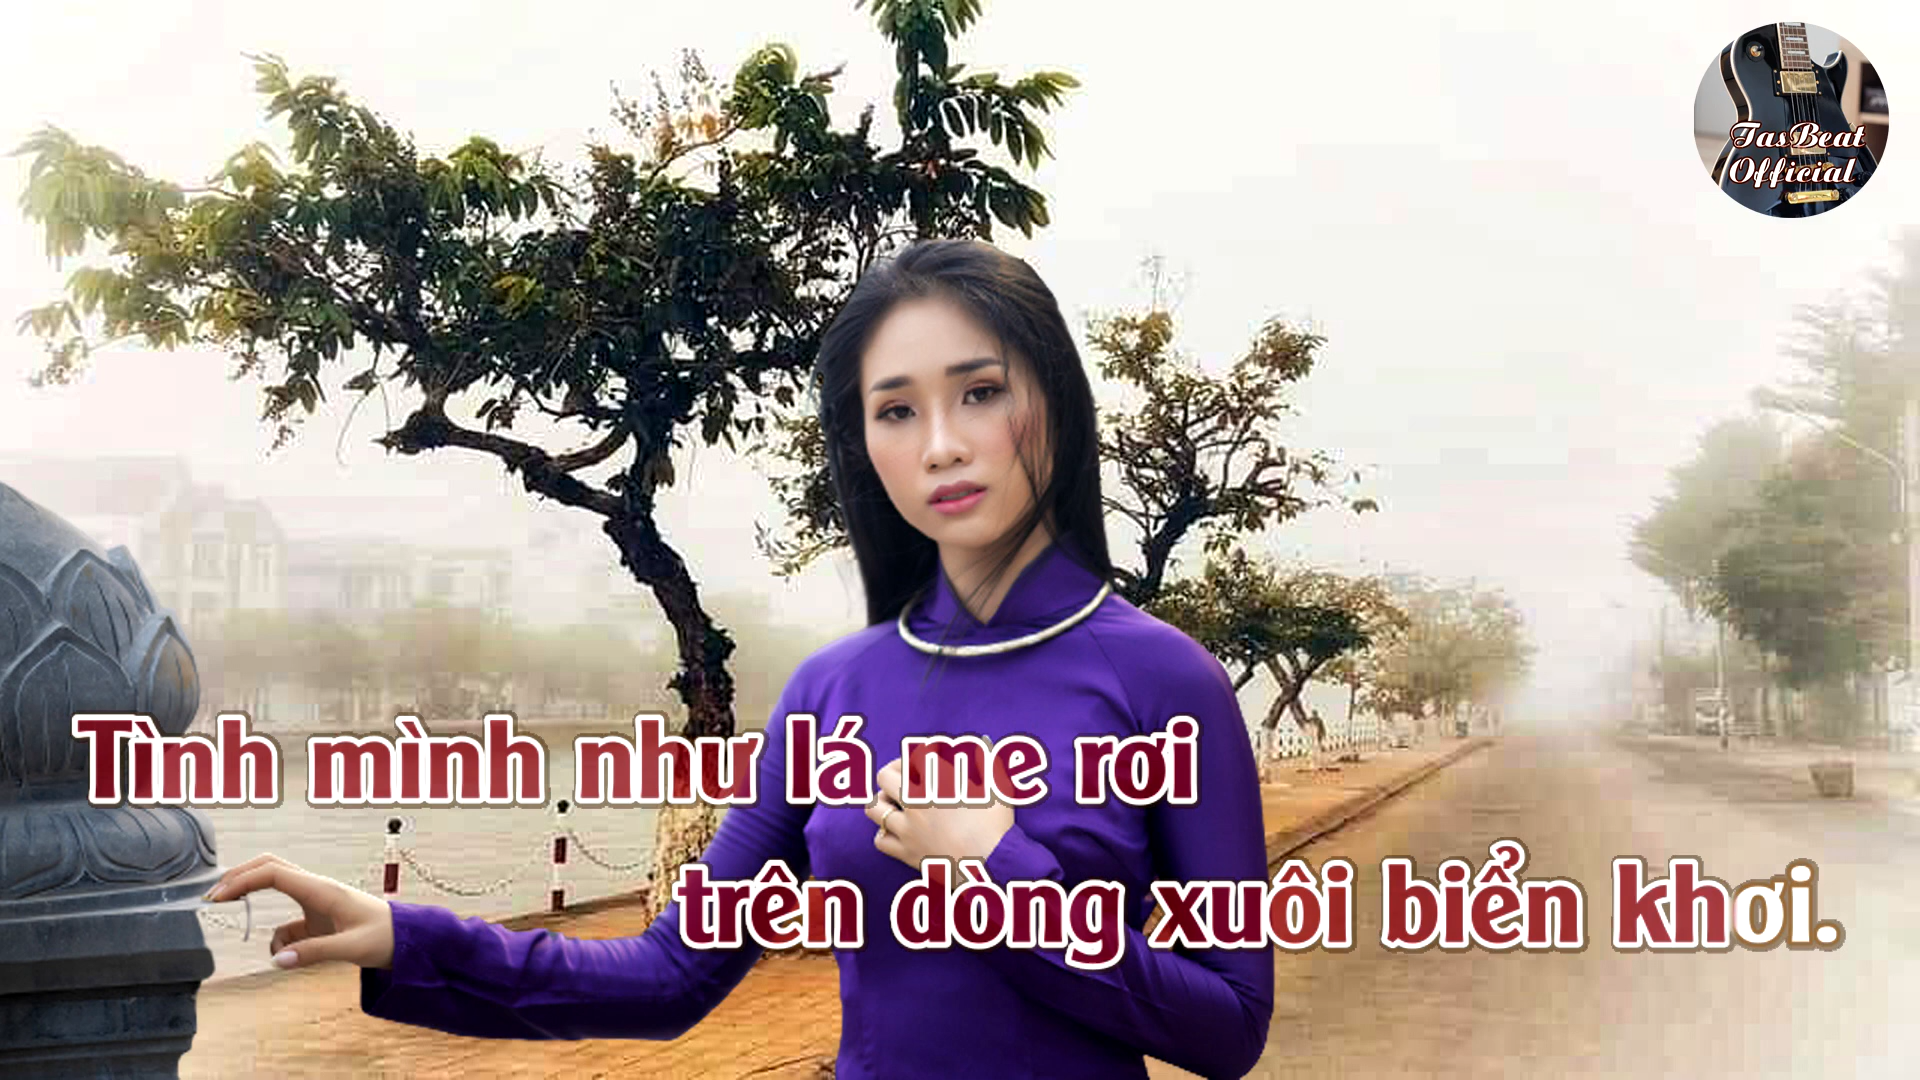 TasBeat
Official
Tình mình như lá me rơi
trên dòng xuôi biển khơi.